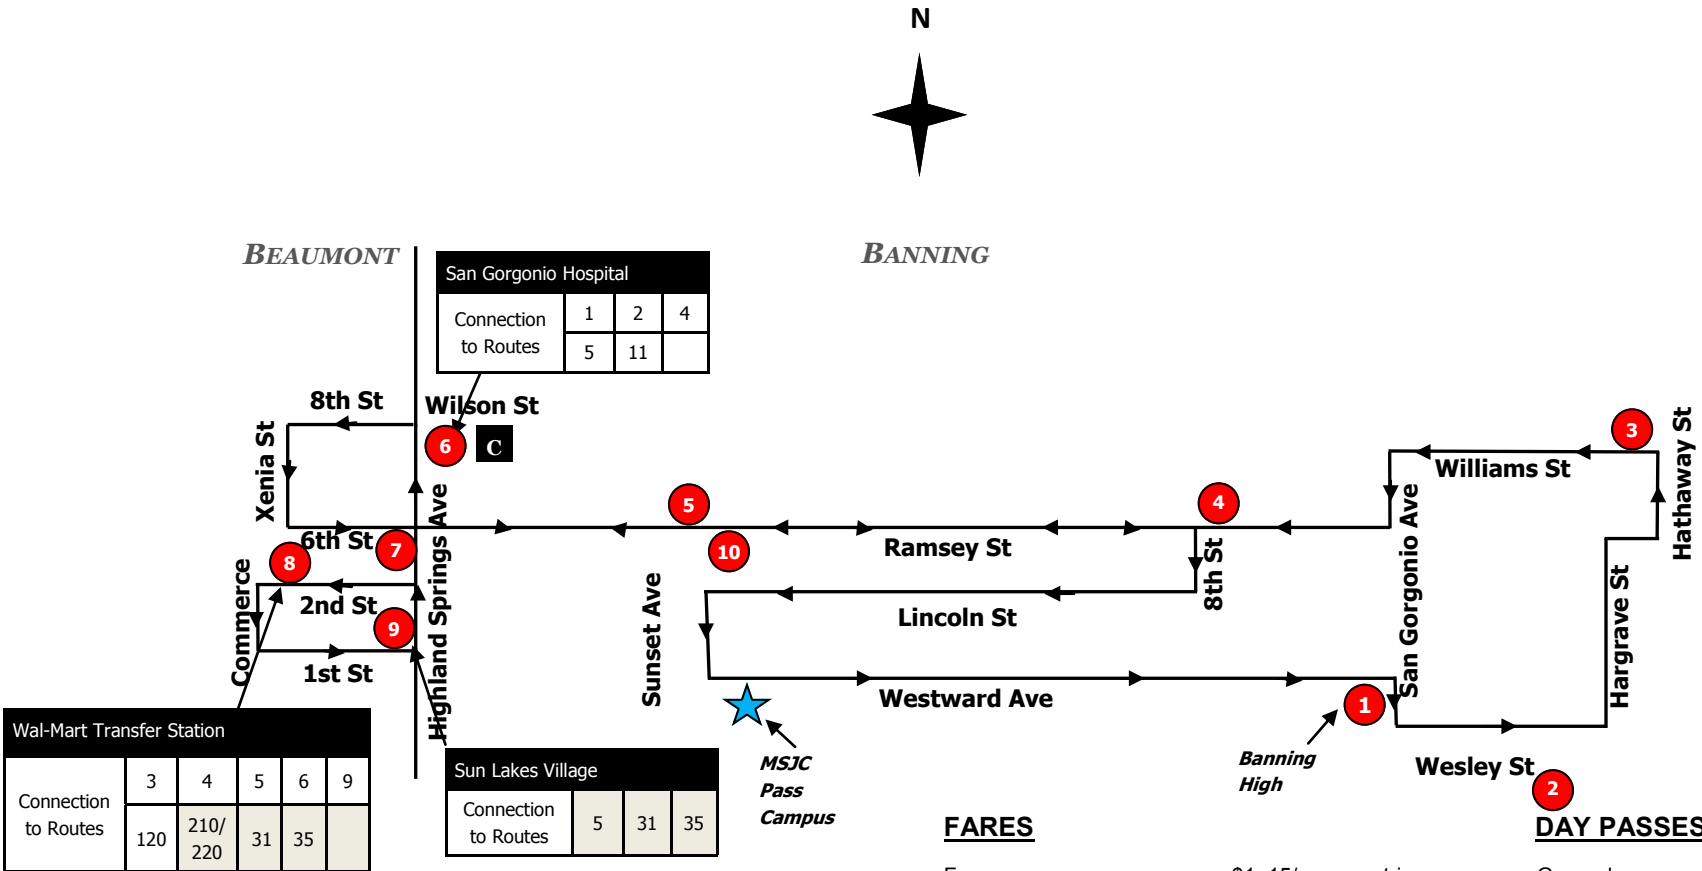 N
BEAUMONT
BANNING
San Gorgonio Hospital
Connection to Routes
1 2 4
5 11
8th St
Wilson St
6
C
Xenia St
Highland Springs Ave
6th St
7
5
10
Ramsey St
4
8th St
3
Williams St
Hathaway St
San Gorgonio Ave
Hargrave St
8
Commerce
2nd St
9
1st St
Sunset Ave
Lincoln St
Westward Ave
1
Wesley St
2
MSJC
Pass
Campus
Banning
High
Wal-Mart Transfer Station
Connection to Routes
3 4 5 6 9
120 210/220 31 35
Sun Lakes Village
Connection to Routes
5 31 35
FARES
DAY PASSES